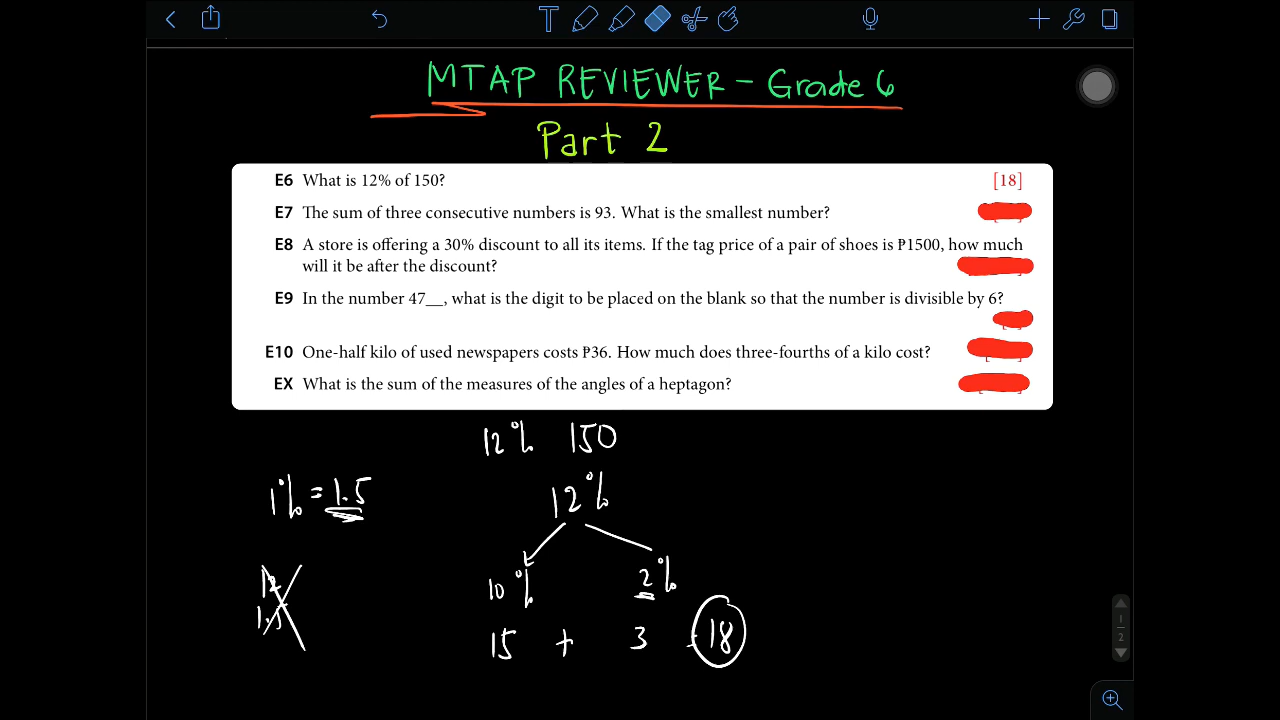 MTAP REVIEWER - Grade 6
Part 2
E6 What is 12% of 150? [18]
E7 The sum of three consecutive numbers is 93. What is the smallest number?
E8 A store is offering a 30% discount to all its items. If the tag price of a pair of shoes is ₱1500, how much
will it be after the discount?
E9 In the number 47__, what is the digit to be placed on the blank so that the number is divisible by 6?
E10 One-half kilo of used newspapers costs ₱36. How much does three-fourths of a kilo cost?
EX What is the sum of the measures of the angles of a heptagon?
12% 150
1% = 1.5
12%
10% 2%
12
1.5
15 + 3 = 18
1
2